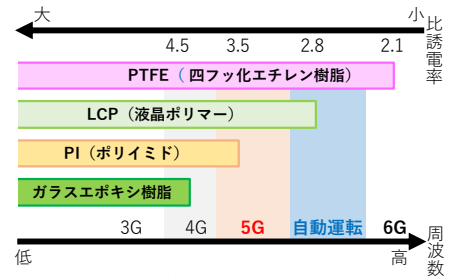 大 小
比誘電率
4.5 3.5 2.8 2.1
PTFE（四フッ化エチレン樹脂）
LCP（液晶ポリマー）
PI（ポリイミド）
ガラスエポキシ樹脂
3G 4G 5G 自動運転 6G
低 高
周波数